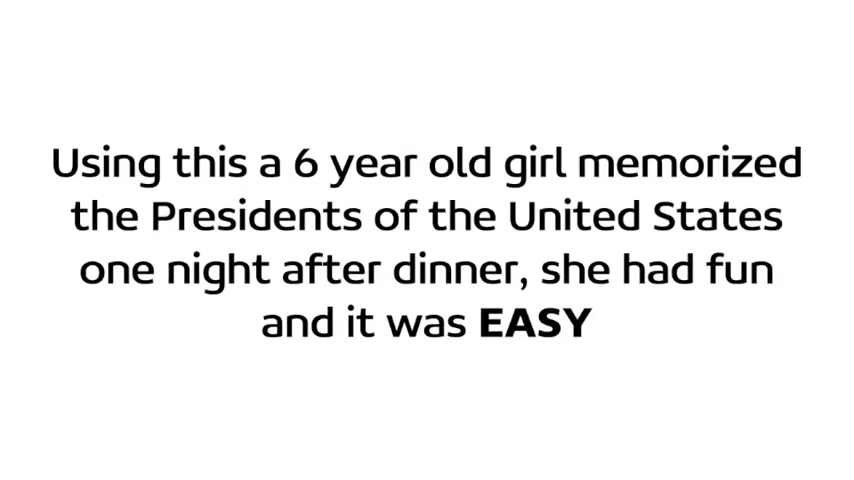 Using this a 6 year old girl memorized
the Presidents of the United States
one night after dinner, she had fun
and it was EASY